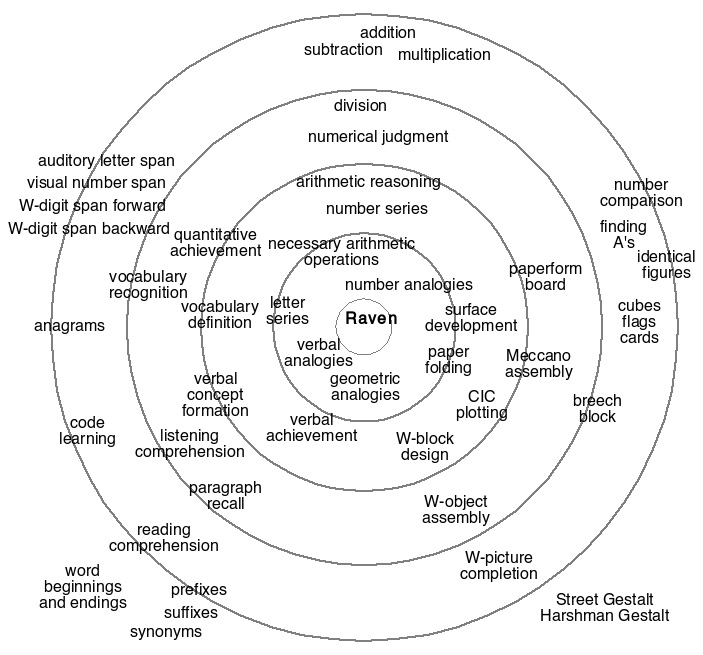 addition
subtraction
multiplication
division
numerical judgment
auditory letter span
visual number span
W-digit span forward
W-digit span backward
arithmetic reasoning
number series
number
comparison
finding
A's
identical
figures
quantitative
achievement
necessary arithmetic
operations
number analogies
paperform
board
vocabulary
recognition
vocabulary
definition
letter
series
Raven
surface
development
cubes
flags
cards
anagrams
verbal
analogies
paper
folding
Meccano
assembly
geometric
analogies
verbal
concept
formation
CIC
plotting
breech
block
code
learning
listening
comprehension
verbal
achievement
W-block
design
paragraph
recall
W-object
assembly
reading
comprehension
W-picture
completion
word
beginnings
and endings
prefixes
suffixes
synonyms
Street Gestalt
Harshman Gestalt